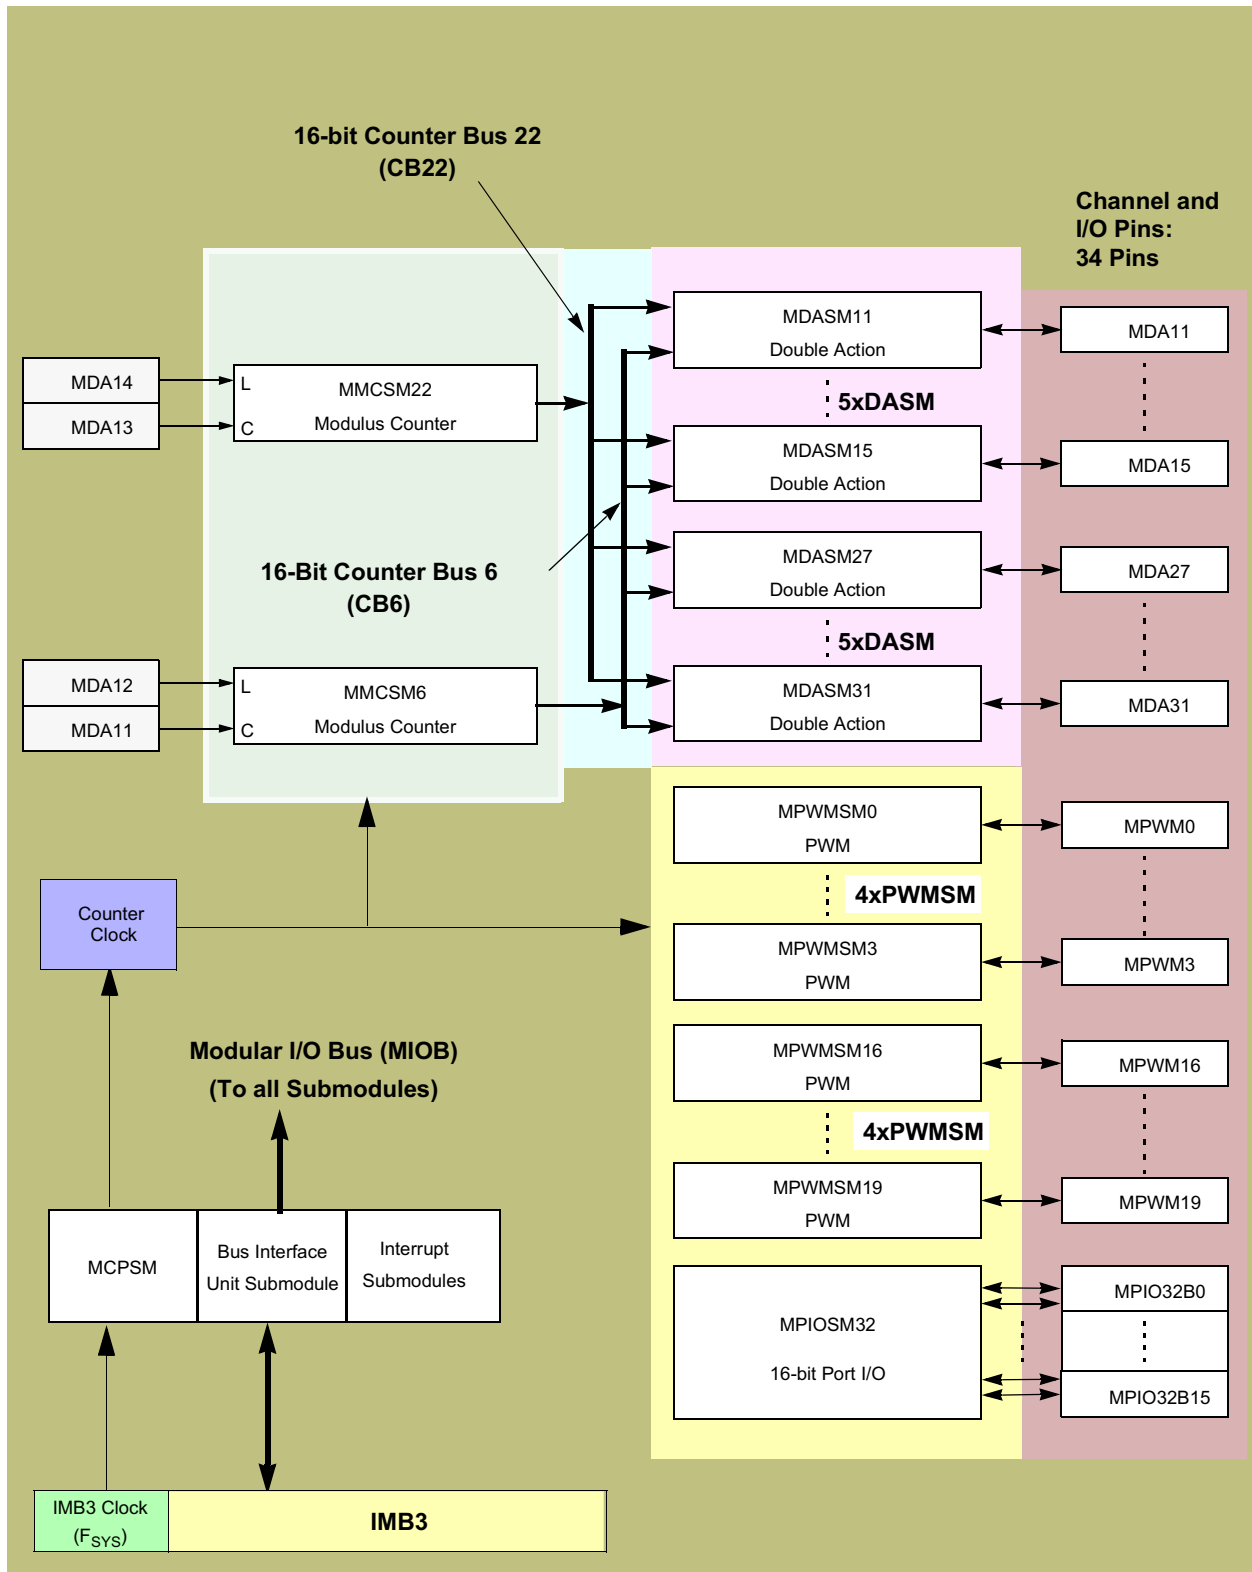 16-bit Counter Bus 22
(CB22)
Channel and
I/O Pins:
34 Pins
MDA14
MDA13
L
C
MMCSM22
Modulus Counter
MDASM11
Double Action
MDA11
5xDASM
MDASM15
Double Action
MDA15
16-Bit Counter Bus 6
(CB6)
MDASM27
Double Action
MDA27
5xDASM
MDA12
MDA11
L
C
MMCSM6
Modulus Counter
MDASM31
Double Action
MDA31
MPWMSM0
PWM
MPWM0
4xPWMSM
Counter
Clock
MPWMSM3
PWM
MPWM3
Modular I/O Bus (MIOB)
(To all Submodules)
MPWMSM16
PWM
MPWM16
4xPWMSM
MPWMSM19
PWM
MPWM19
MCPSM
Bus Interface
Unit Submodule
Interrupt
Submodules
MPIOSM32
16-bit Port I/O
MPIO32B0
MPIO32B15
IMB3 Clock
(FSYS)
IMB3